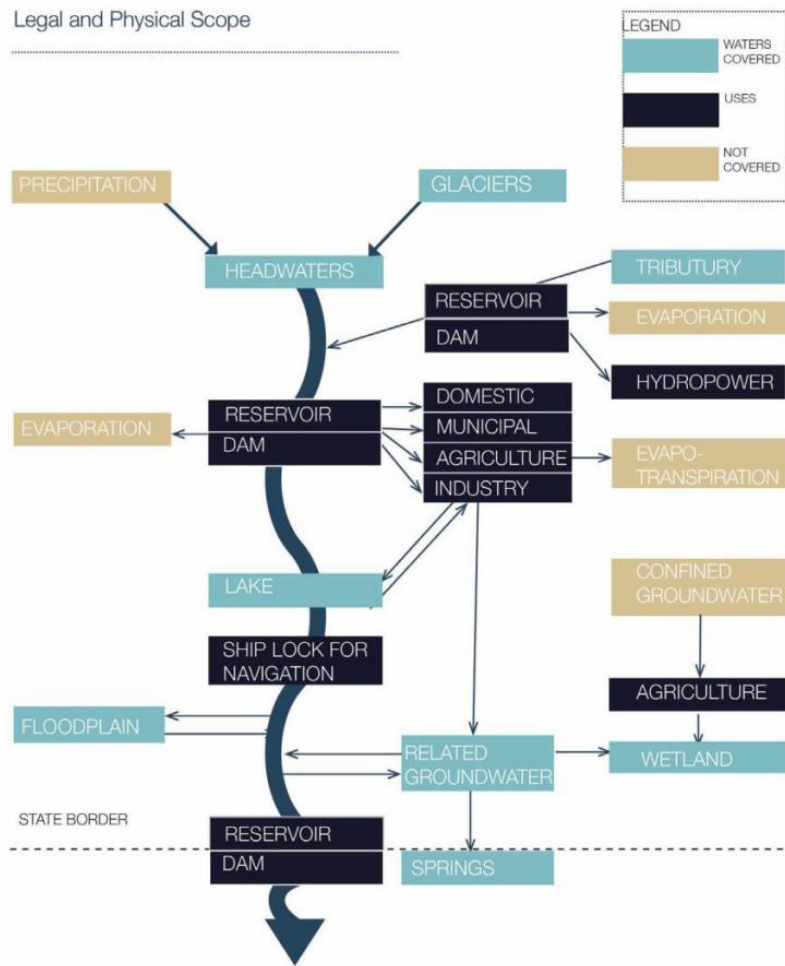 Legal and Physical Scope
LEGEND
WATERS
COVERED
USES
NOT
COVERED
PRECIPITATION
GLACIERS
HEADWATERS
TRIBUTURY
RESERVOIR
DAM
EVAPORATION
HYDROPOWER
EVAPORATION
RESERVOIR
DAM
DOMESTIC
MUNICIPAL
AGRICULTURE
INDUSTRY
EVAPO-
TRANSPIRATION
LAKE
CONFINED
GROUNDWATER
SHIP LOCK FOR
NAVIGATION
AGRICULTURE
FLOODPLAIN
RELATED
GROUNDWATER
WETLAND
STATE BORDER
RESERVOIR
DAM
SPRINGS